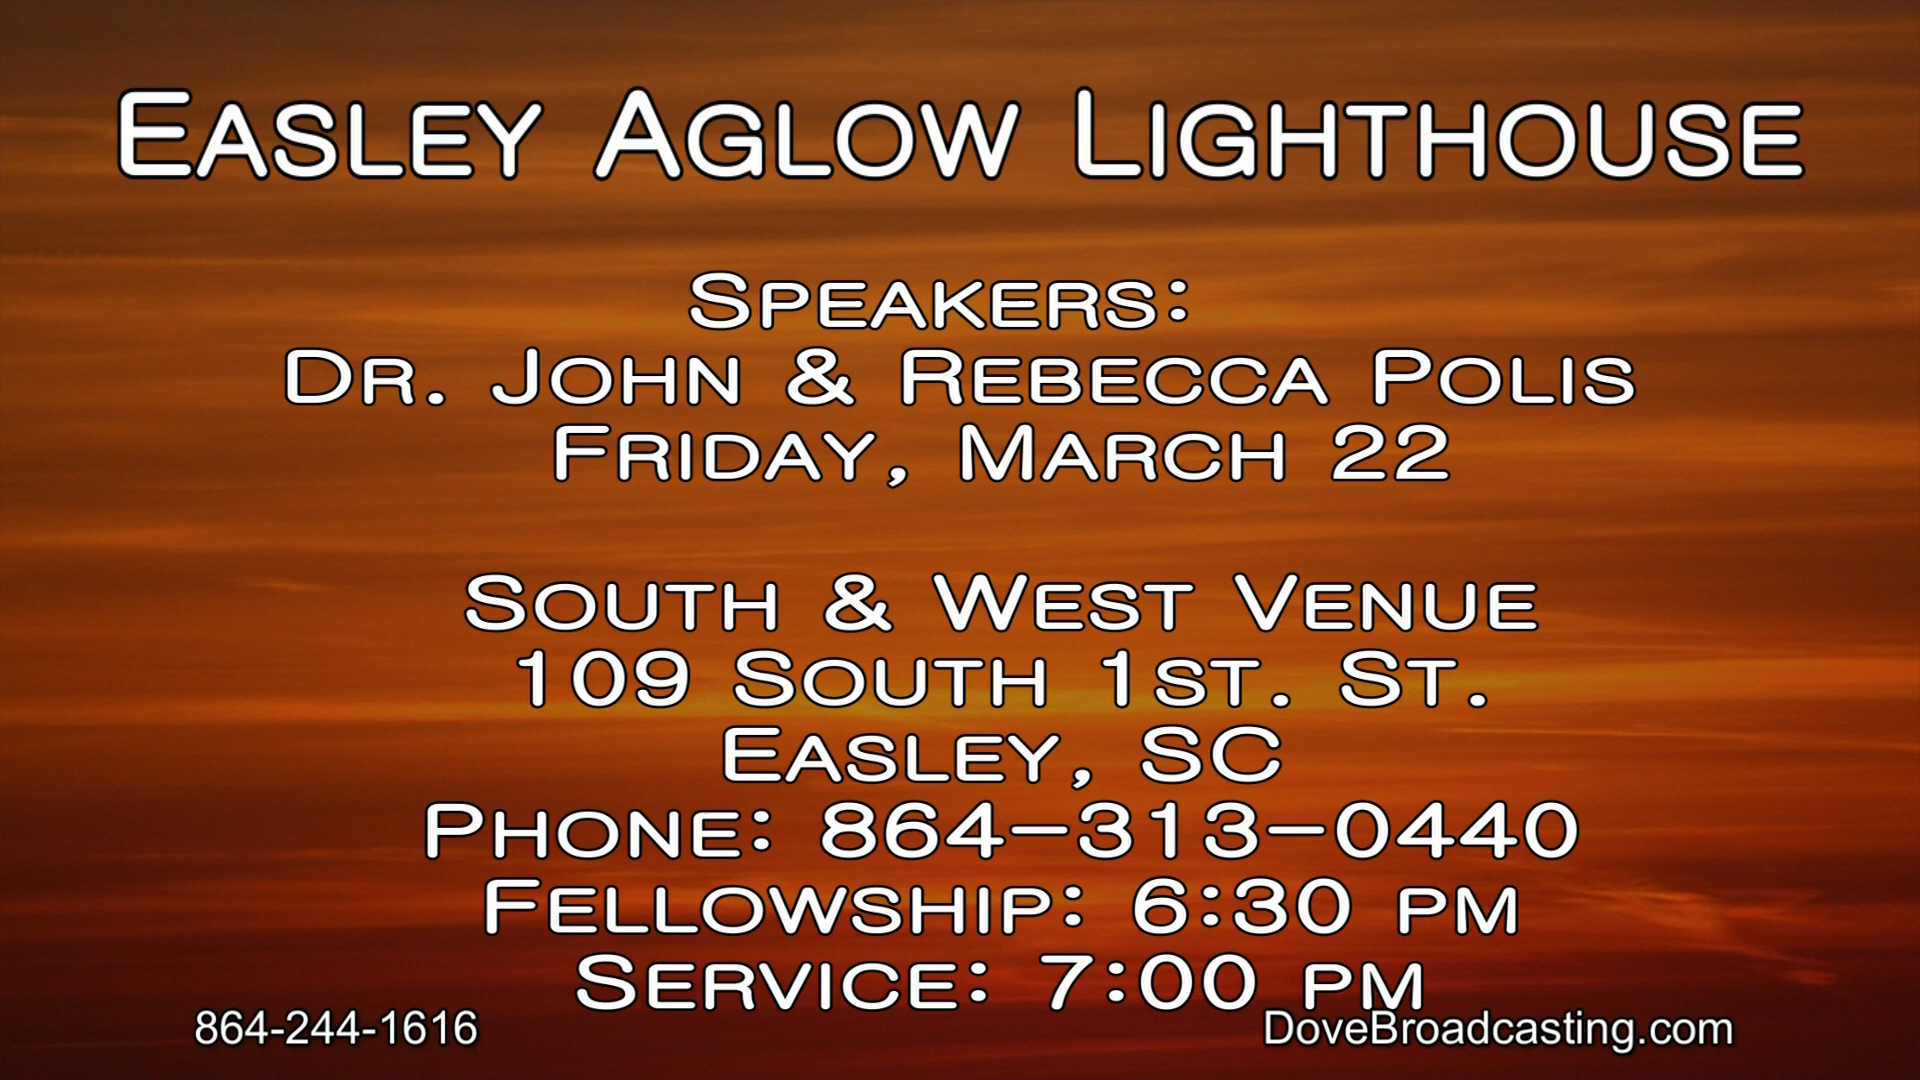 Easley Aglow Lighthouse
Speakers:
Dr. John & Rebecca Polis
Friday, March 22
South & West Venue
109 South 1st. St.
Easley, SC
Phone: 864-313-0440
Fellowship: 6:30 pm
Service: 7:00 pm
864-244-1616
DoveBroadcasting.com